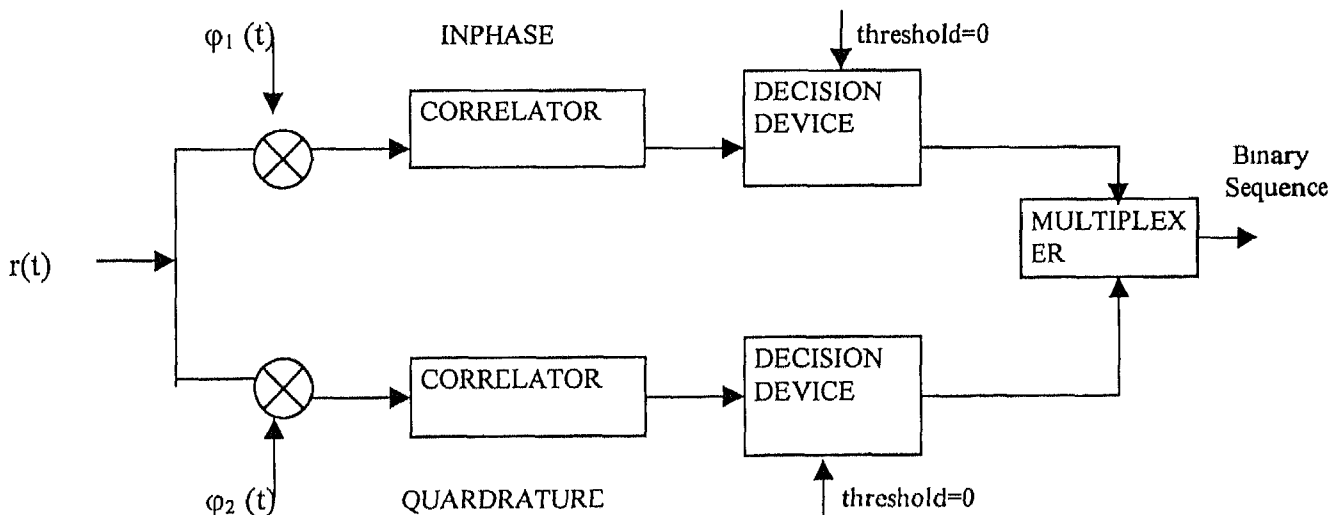 φ1 (t)
INPHASE
threshold=0
CORRELATOR
DECISION
DEVICE
Binary
Sequence
MULTIPLEX
ER
r(t)
CORRELATOR
DECISION
DEVICE
φ2 (t)
QUARDRATURE
threshold=0